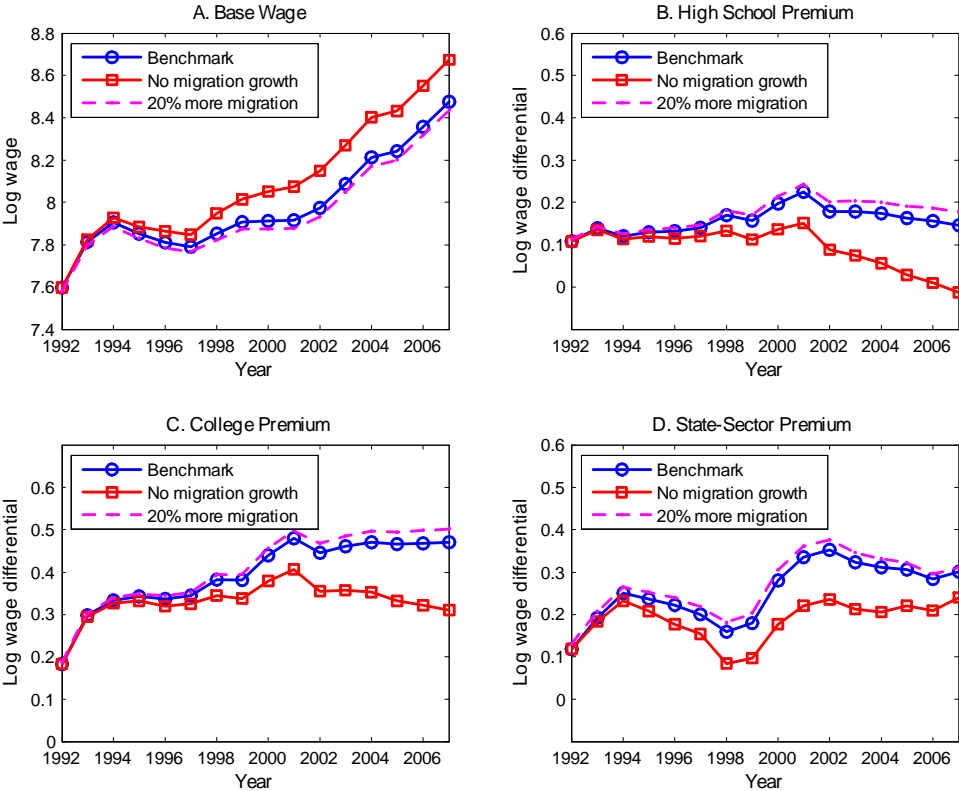 A. Base Wage
8.8
8.6
8.4
8.2
8
7.8
7.6
7.4
Log wage
Benchmark
No migration growth
20% more migration
1992 1994 1996 1998 2000 2002 2004 2006
Year
B. High School Premium
0.6
0.5
0.4
0.3
0.2
0.1
0
Log wage differential
Benchmark
No migration growth
20% more migration
1992 1994 1996 1998 2000 2002 2004 2006
Year
C. College Premium
0.6
0.5
0.4
0.3
0.2
0.1
0
Log wage differential
Benchmark
No migration growth
20% more migration
1992 1994 1996 1998 2000 2002 2004 2006
Year
D. State-Sector Premium
0.6
0.5
0.4
0.3
0.2
0.1
0
Log wage differential
Benchmark
No migration growth
20% more migration
1992 1994 1996 1998 2000 2002 2004 2006
Year